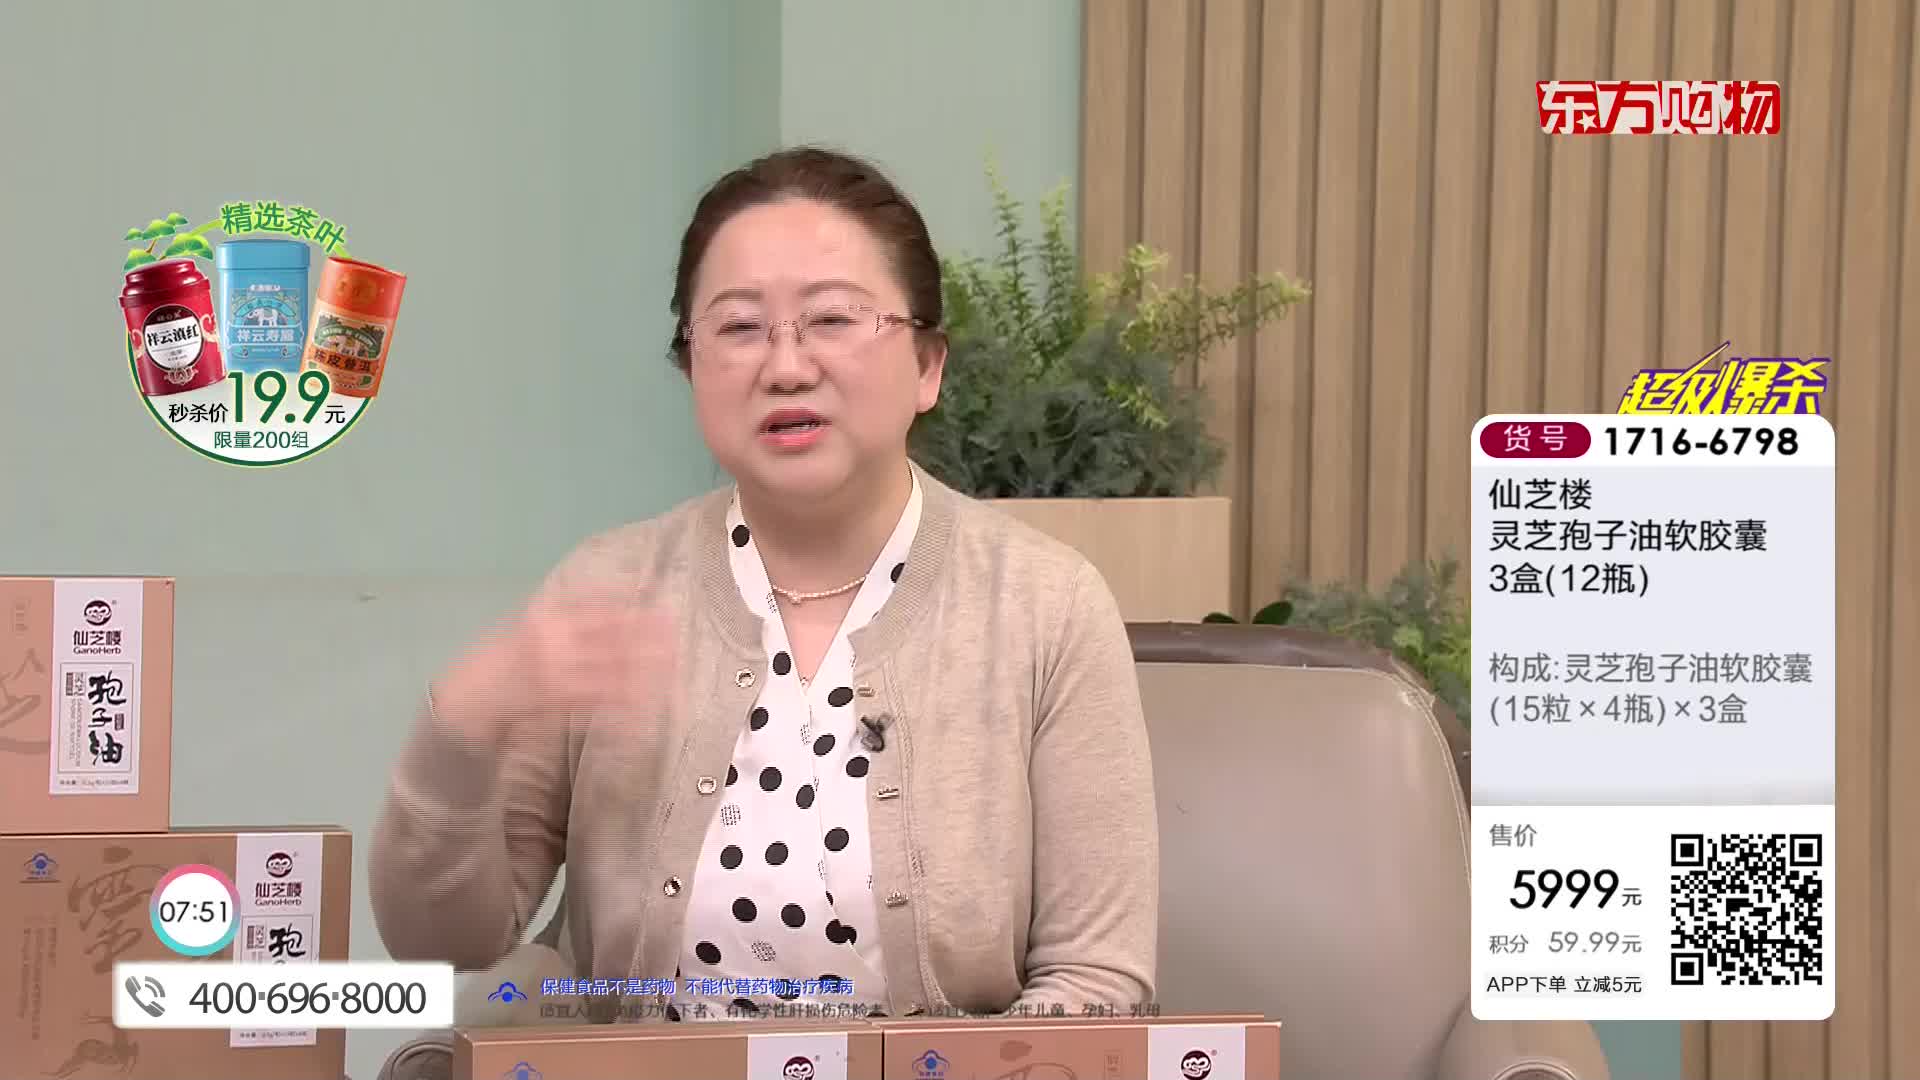 东方购物
精选茶叶
祥云滇红
祥云寿眉
陈皮普洱
秒杀价19.9元
限量200组
超级爆杀
货号 1716-6798
仙芝楼
灵芝孢子油软胶囊
3盒(12瓶)
构成:灵芝孢子油软胶囊
(15粒×4瓶)×3盒
售价
5999元
积分 59.99元
APP下单 立减5元
仙芝楼
GanoHerb
灵芝
孢子油
仙芝楼
GanoHerb
灵芝
孢
07:51
400·696·8000
保健食品不是药物 不能代替药物治疗疾病